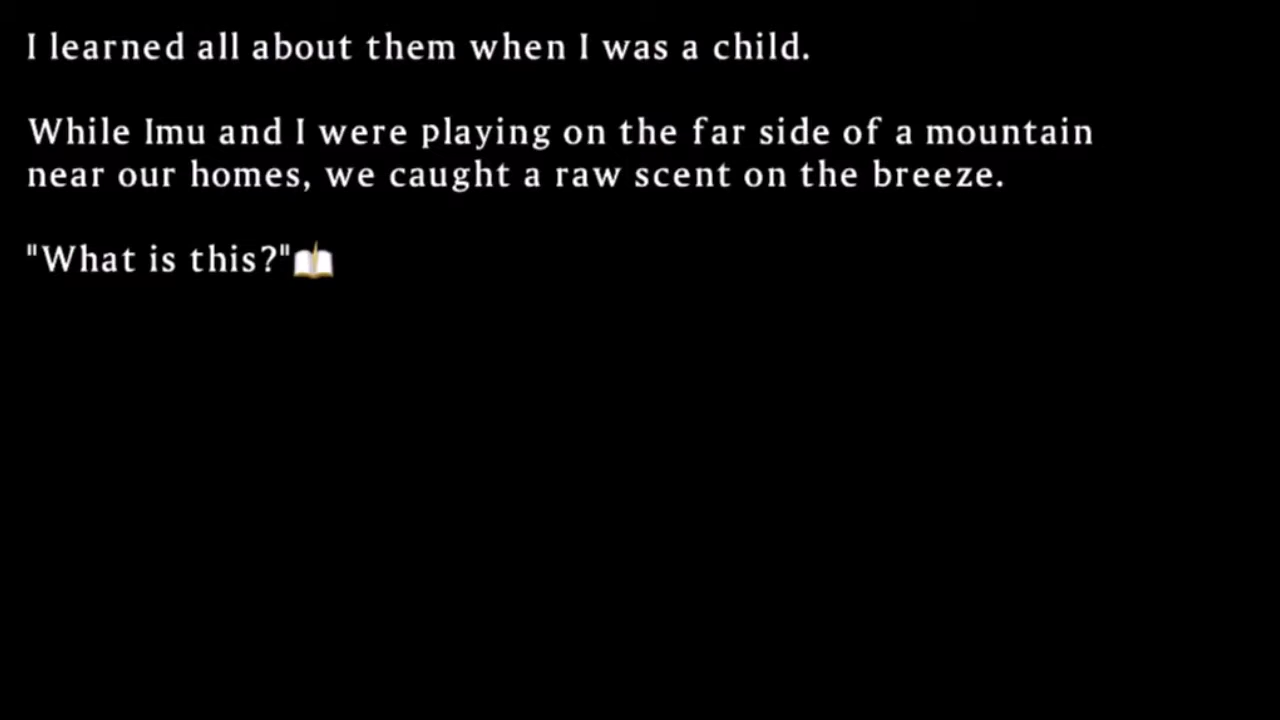 I learned all about them when I was a child.
While Imu and I were playing on the far side of a mountain
near our homes, we caught a raw scent on the breeze.
"What is this?"